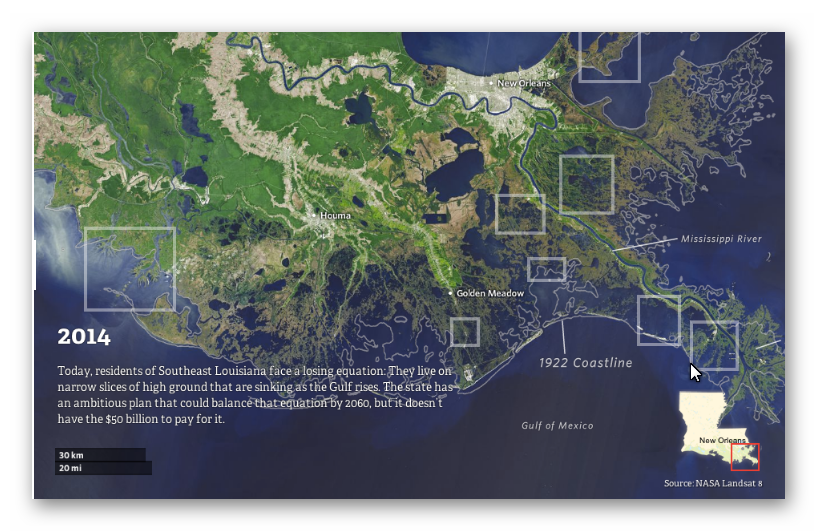 New Orleans
Houma
Mississippi River
Golden Meadow
2014
1922 Coastline
Today, residents of Southeast Louisiana face a losing equation: They live on
narrow slices of high ground that are sinking as the Gulf rises. The state has
an ambitious plan that could balance that equation by 2060, but it doesn't
have the $50 billion to pay for it.
Gulf of Mexico
New Orleans
30 km
20 mi
Source: NASA Landsat 8